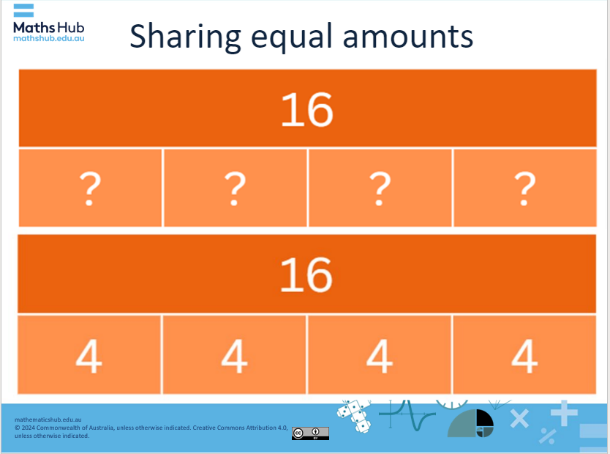 Maths Hub
mathshub.edu.au
Sharing equal amounts
16
? ? ? ?
16
4 4 4 4
mathematicshub.edu.au
© 2024 Commonwealth of Australia, unless otherwise indicated. Creative Commons Attribution 4.0,
unless otherwise indicated.